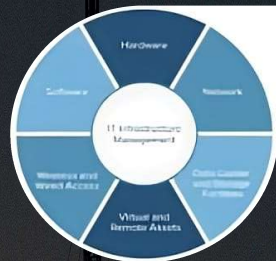 Hardware
Network
Data Center
and Storage
Facilities
Virtual and
Remote Assets
Wireless and
Wired Access
Software
IT Infrastructure
Management